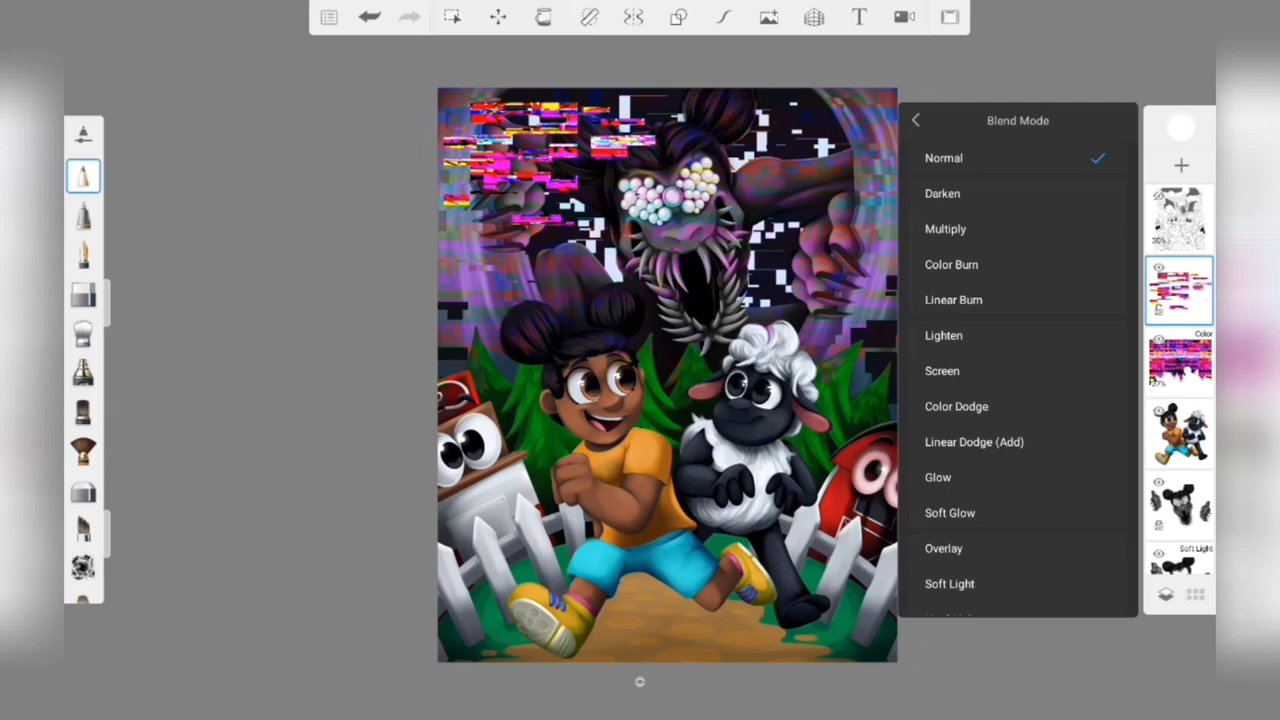 T
Blend Mode
Normal
Darken
Multiply
Color Burn
Linear Burn
Lighten
Screen
Color Dodge
Linear Dodge (Add)
Glow
Soft Glow
Overlay
Soft Light
30%
Color
Soft Light